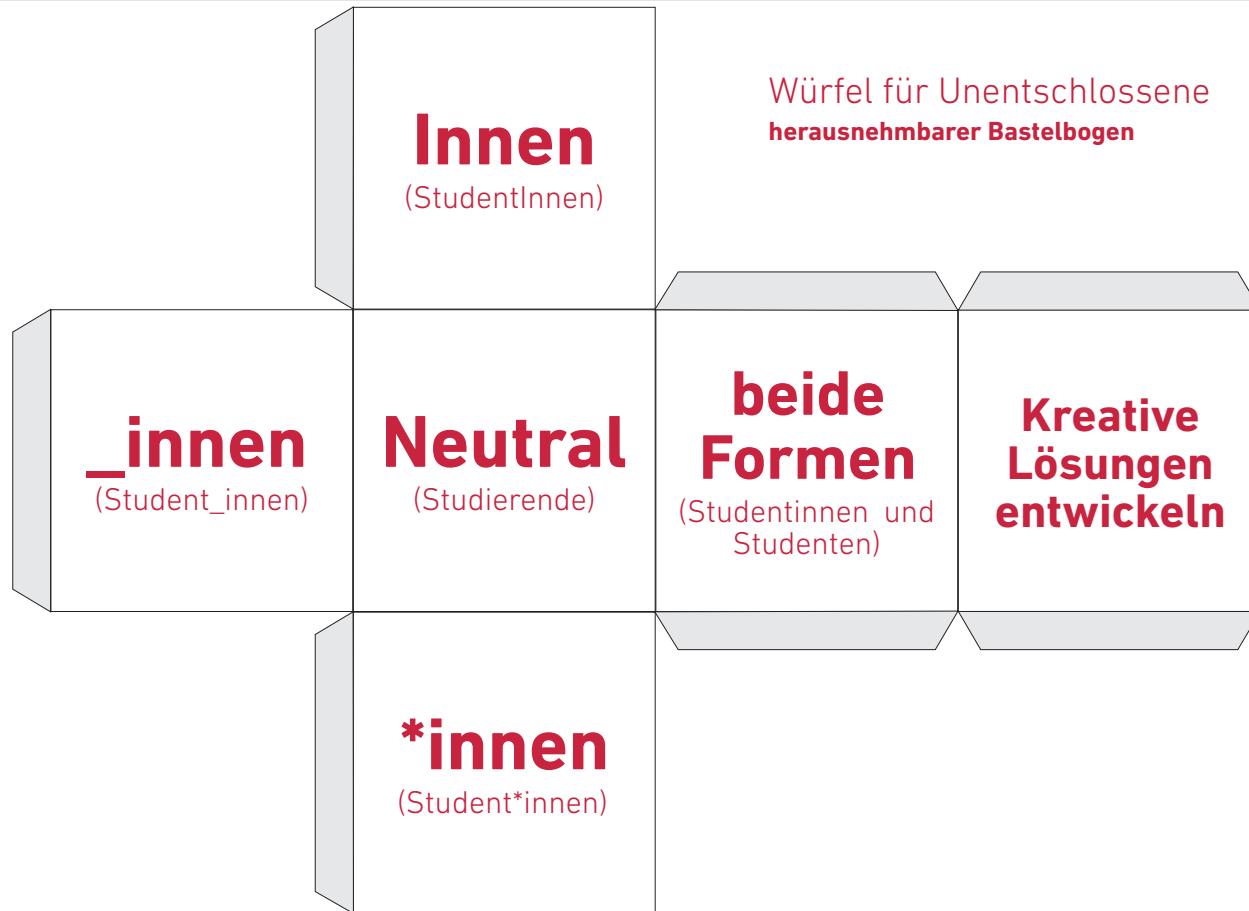 Würfel für Unentschlossene
herausnehmbarer Bastelbogen
Innen
(StudentInnen)
_innen
(Student_innen)
Neutral
(Studierende)
beide
Formen
(Studentinnen und
Studenten)
Kreative
Lösungen
entwickeln
*innen
(Student*innen)